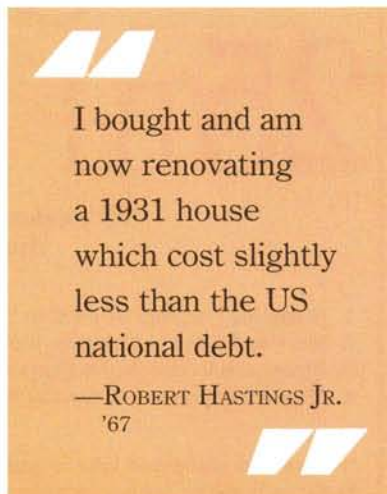 I bought and am
now renovating
a 1931 house
which cost slightly
less than the US
national debt.
—ROBERT HASTINGS JR.
'67